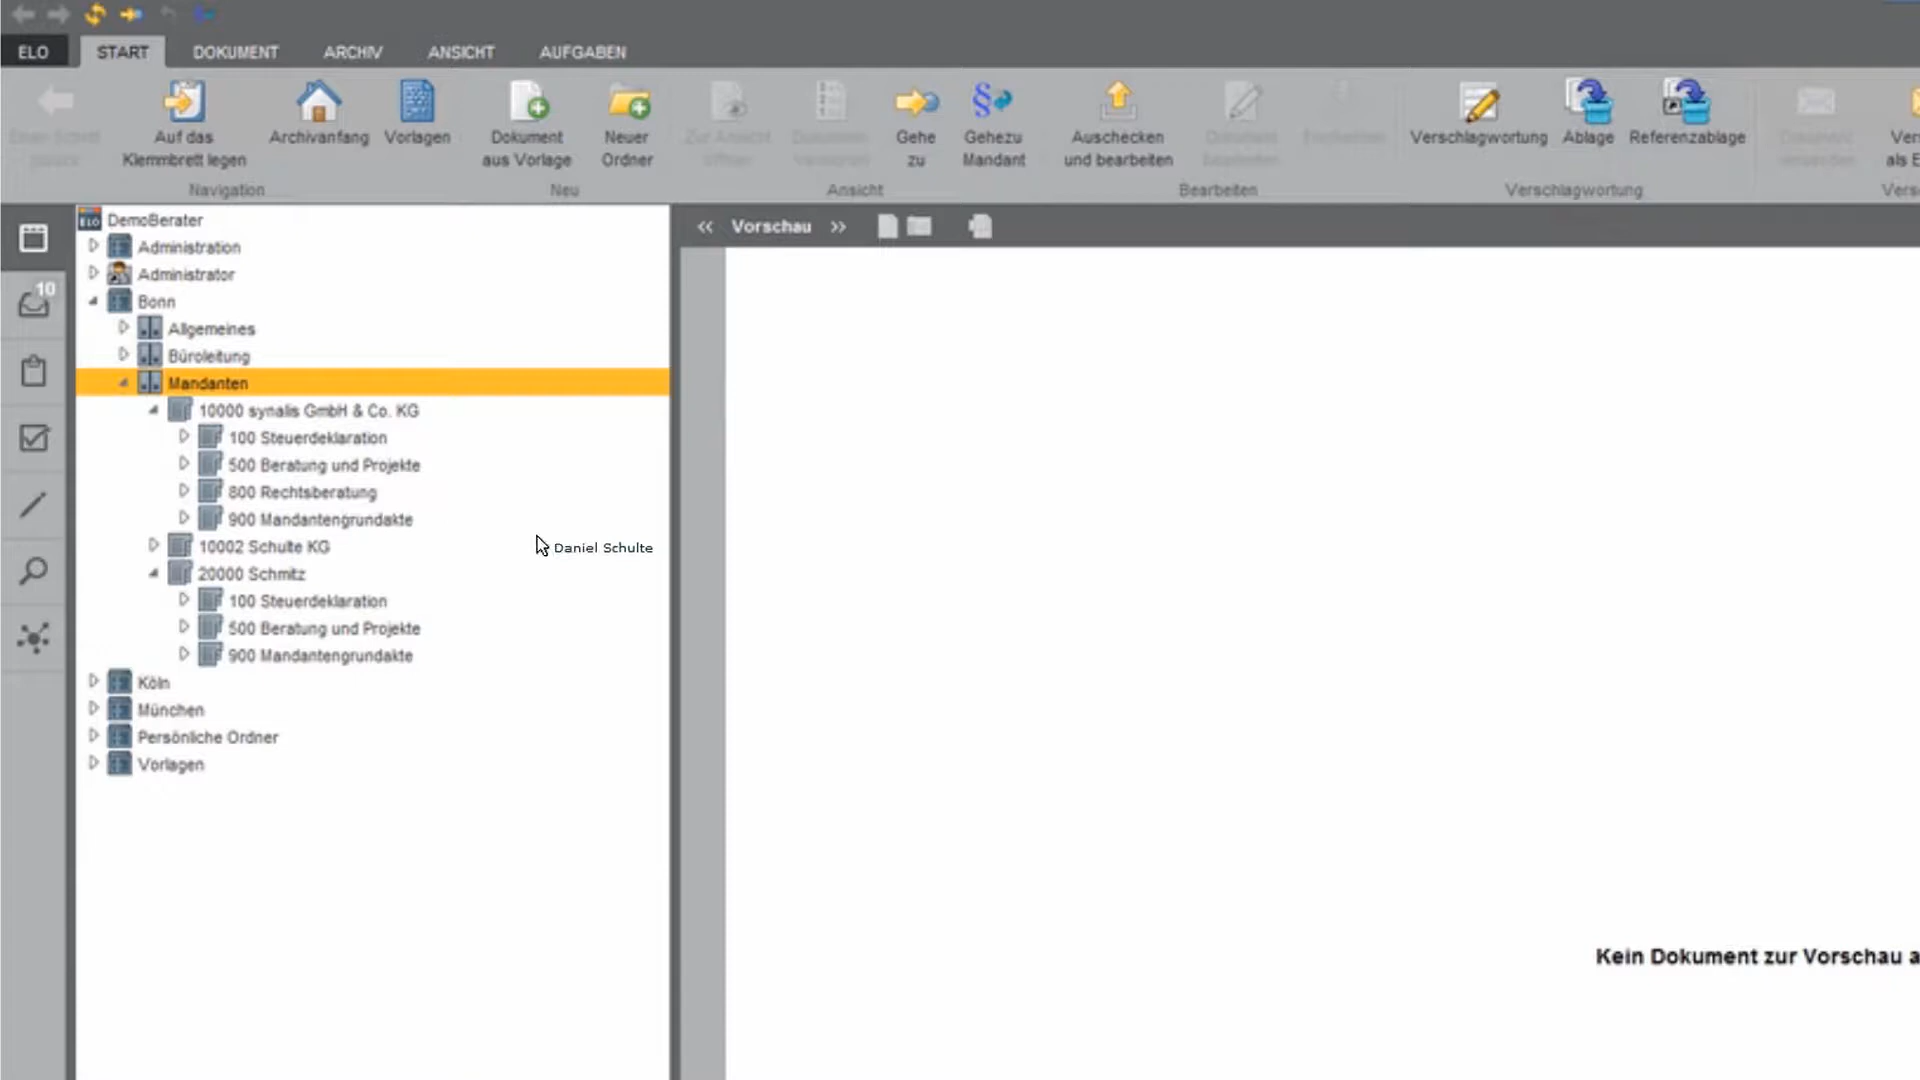 ELO START DOKUMENT ARCHIV ANSICHT AUFGABEN
Auf das
Klemmbrett legen
Archivanfang
Vorlagen
Dokument
aus Vorlage
Neuer
Ordner
Gehe
zu
Gehezu
Mandant
Auschecken
und bearbeiten
Verschlagwortung
Ablage
Referenzablage
Navigation
Neu
Ansicht
Bearbeiten
Verschlagwortung
« Vorschau »
10
ELO DemoBerater
Administration
Administrator
Bonn
Allgemeines
Büroleitung
Mandanten
10000 synalis GmbH & Co. KG
100 Steuerdeklaration
500 Beratung und Projekte
800 Rechtsberatung
900 Mandantengrundakte
10002 Schulte KG
Daniel Schulte
20000 Schmitz
100 Steuerdeklaration
500 Beratung und Projekte
900 Mandantengrundakte
Köln
München
Persönliche Ordner
Vorlagen
Kein Dokument zur Vorschau a